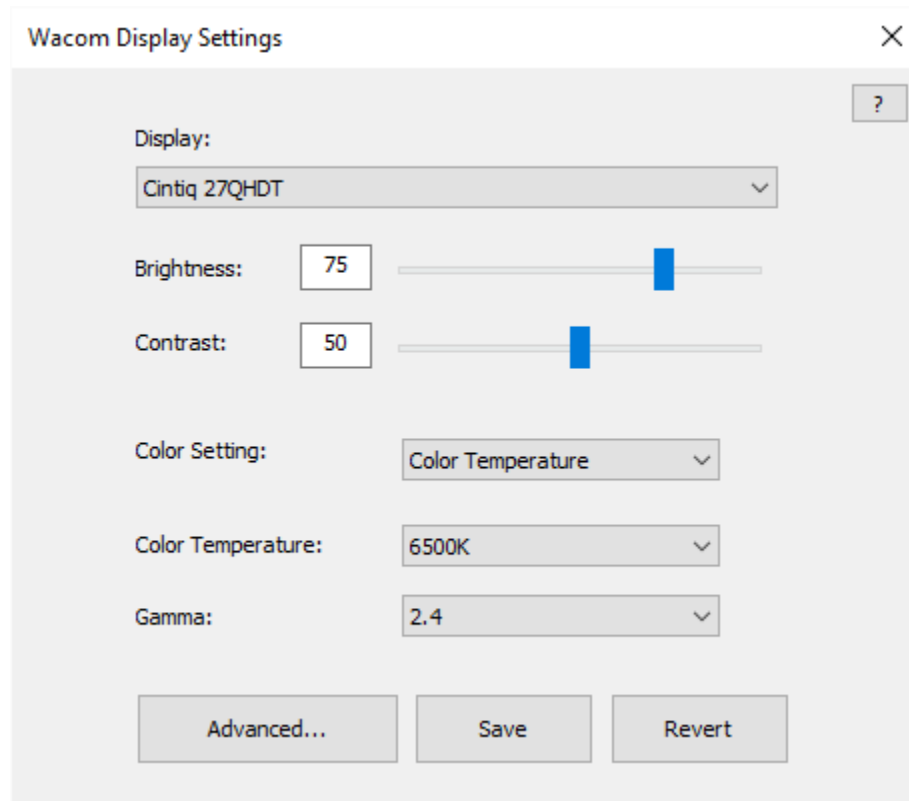 Wacom Display Settings
?
Display:
Cintiq 27QHDT
Brightness: 75
Contrast: 50
Color Setting: Color Temperature
Color Temperature: 6500K
Gamma: 2.4
Advanced... Save Revert